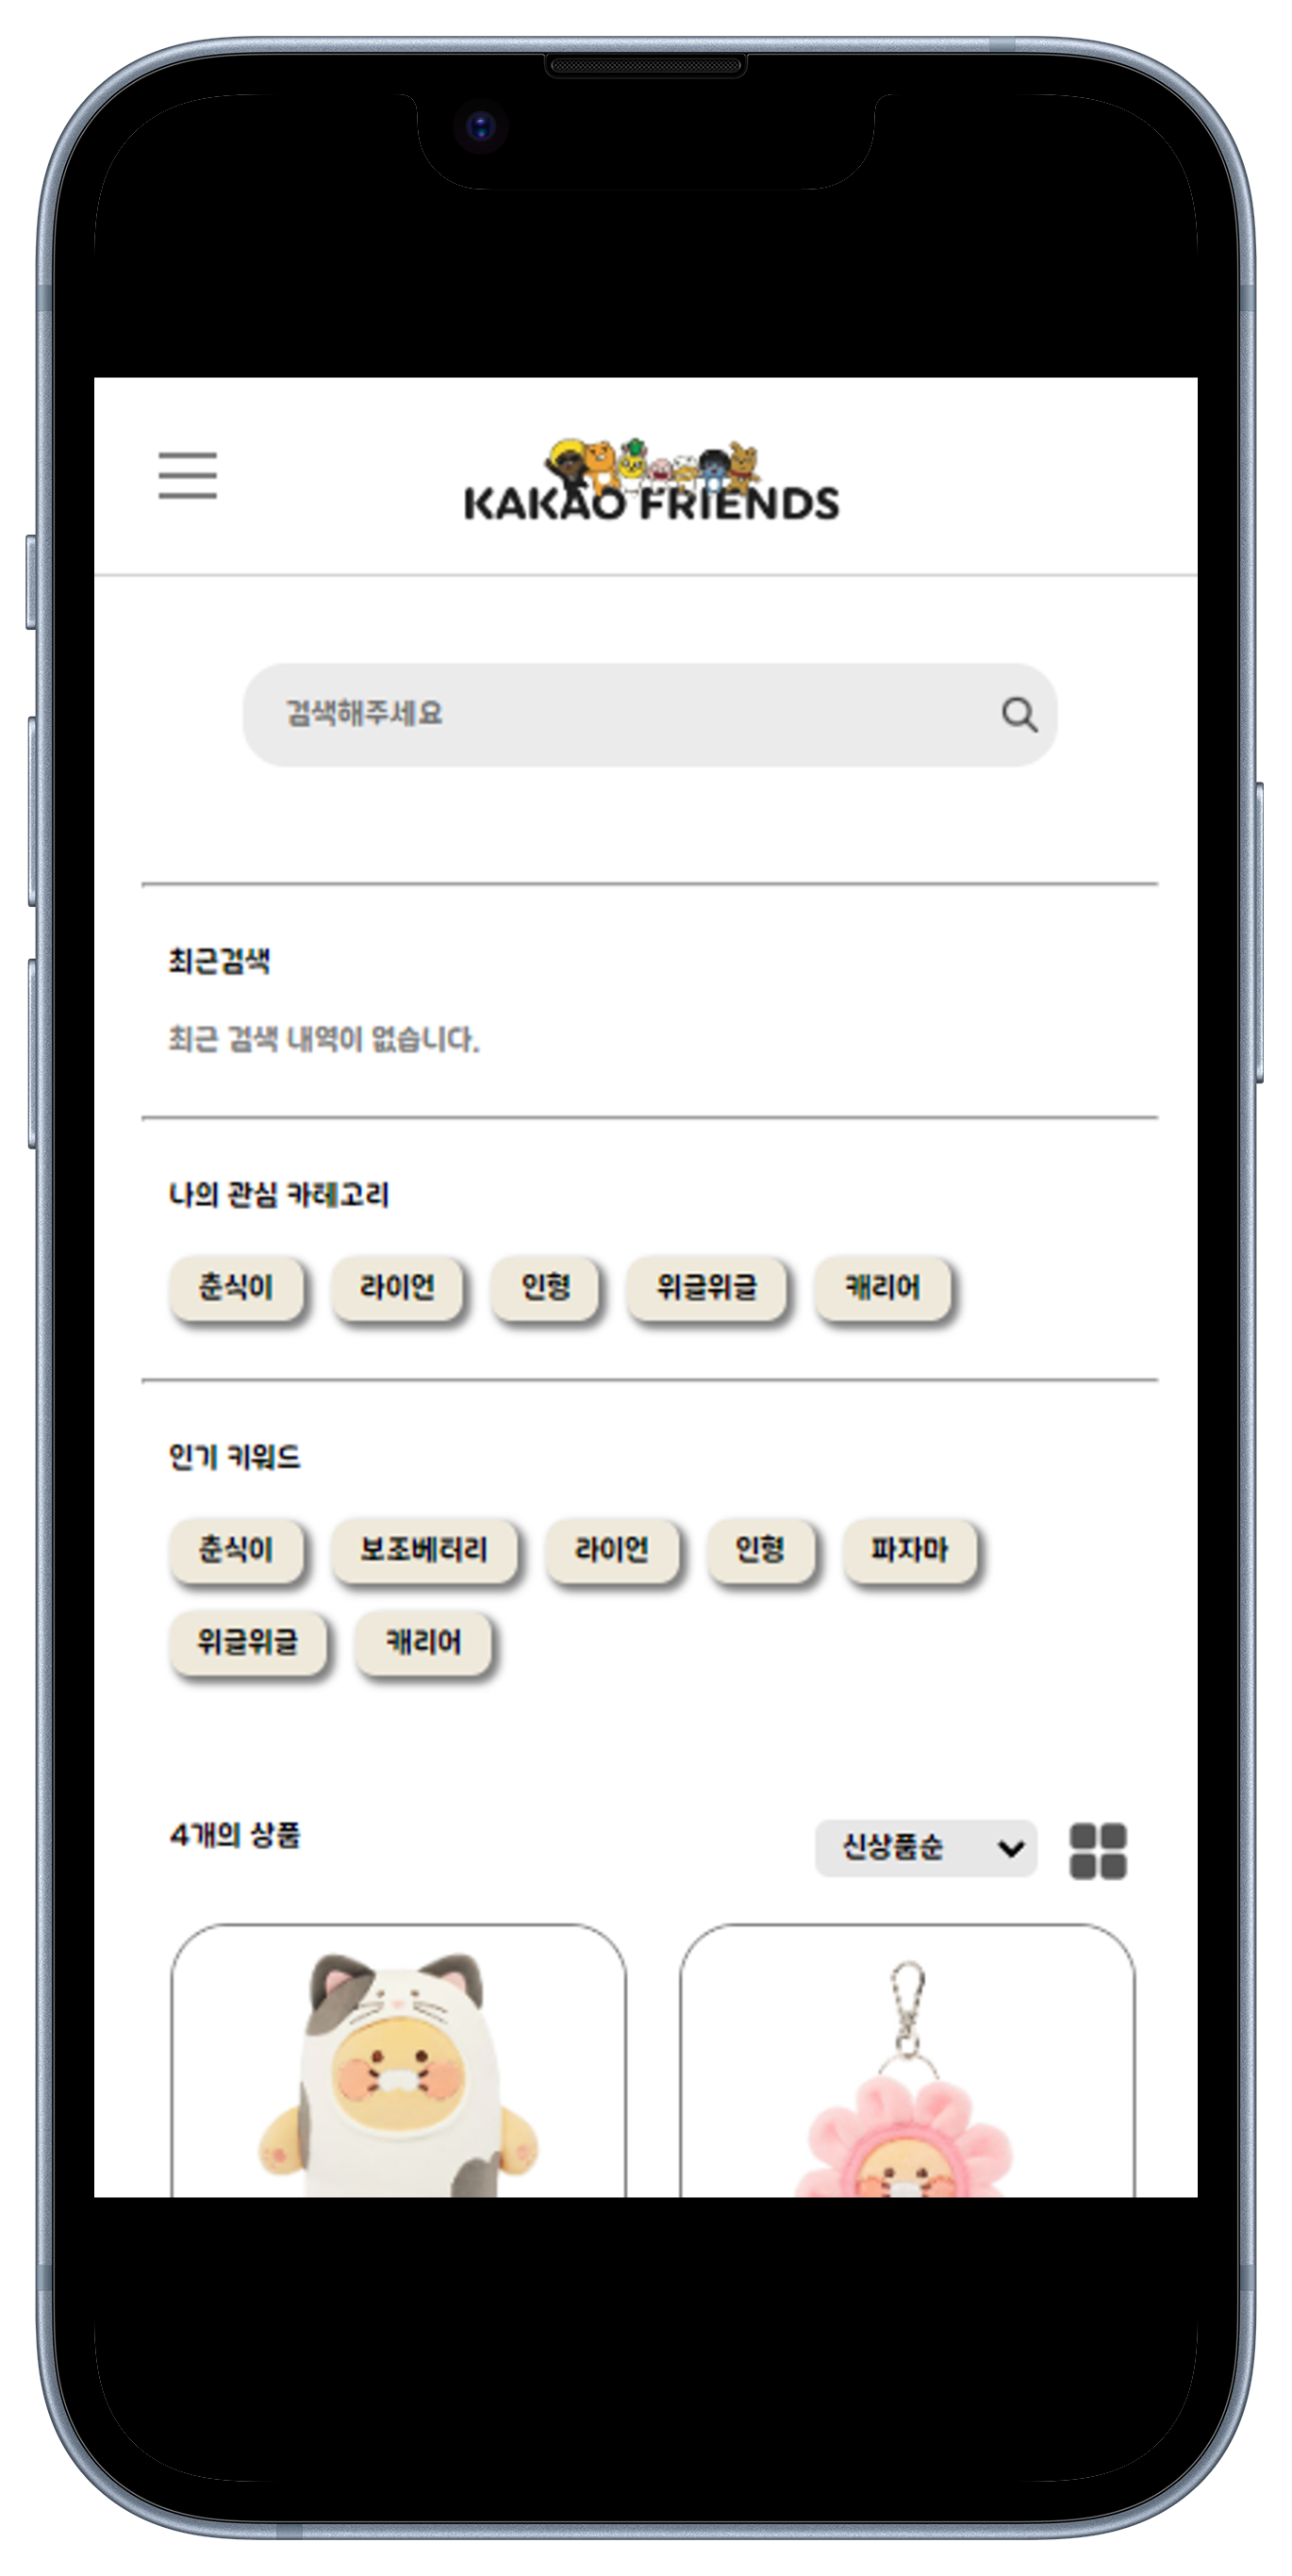 KAKAO FRIENDS
검색해주세요
최근검색
최근 검색 내역이 없습니다.
나의 관심 카테고리
춘식이 라이언 인형 위글위글 캐리어
인기 키워드
춘식이 보조베터리 라이언 인형 파자마
위글위글 캐리어
4개의 상품 신상품순